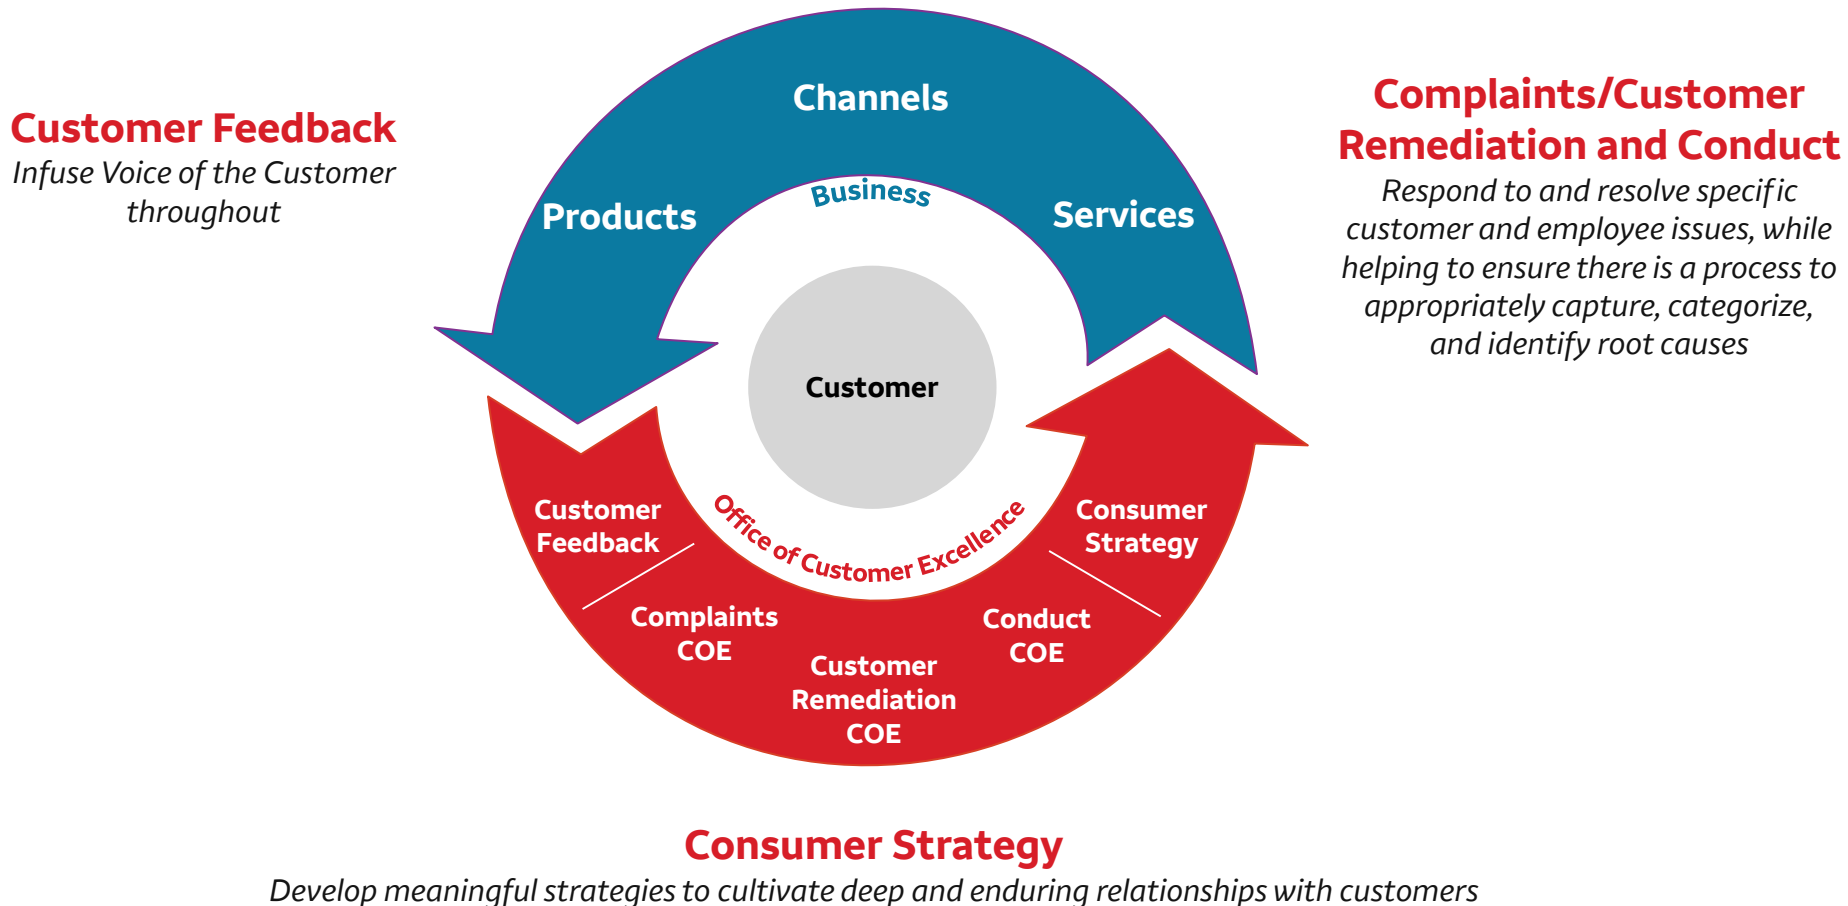 Customer Feedback
Infuse Voice of the Customer
throughout
Channels
Products
Business
Services
Customer
Complaints/Customer
Remediation and Conduct
Respond to and resolve specific
customer and employee issues, while
helping to ensure there is a process to
appropriately capture, categorize,
and identify root causes
Office of Customer Excellence
Customer
Feedback
Complaints
COE
Customer
Remediation
COE
Conduct
COE
Consumer
Strategy
Consumer Strategy
Develop meaningful strategies to cultivate deep and enduring relationships with customers